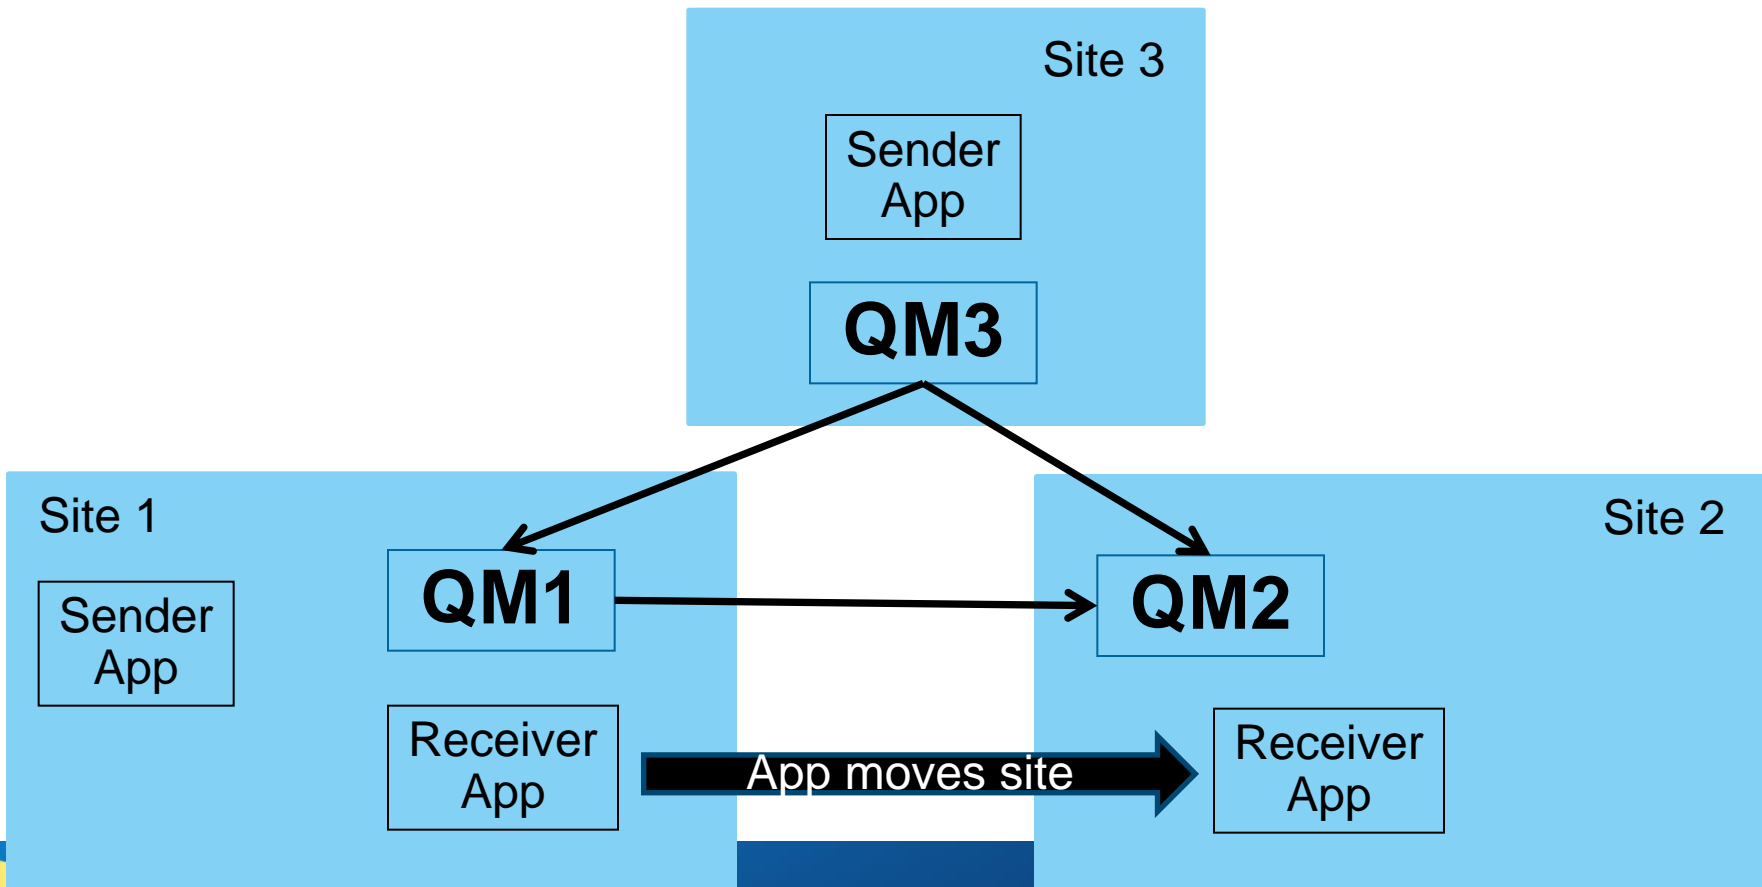 Site 3
Sender
App
QM3
Site 1
QM1
Sender
App
Receiver
App
App moves site
Site 2
QM2
Receiver
App